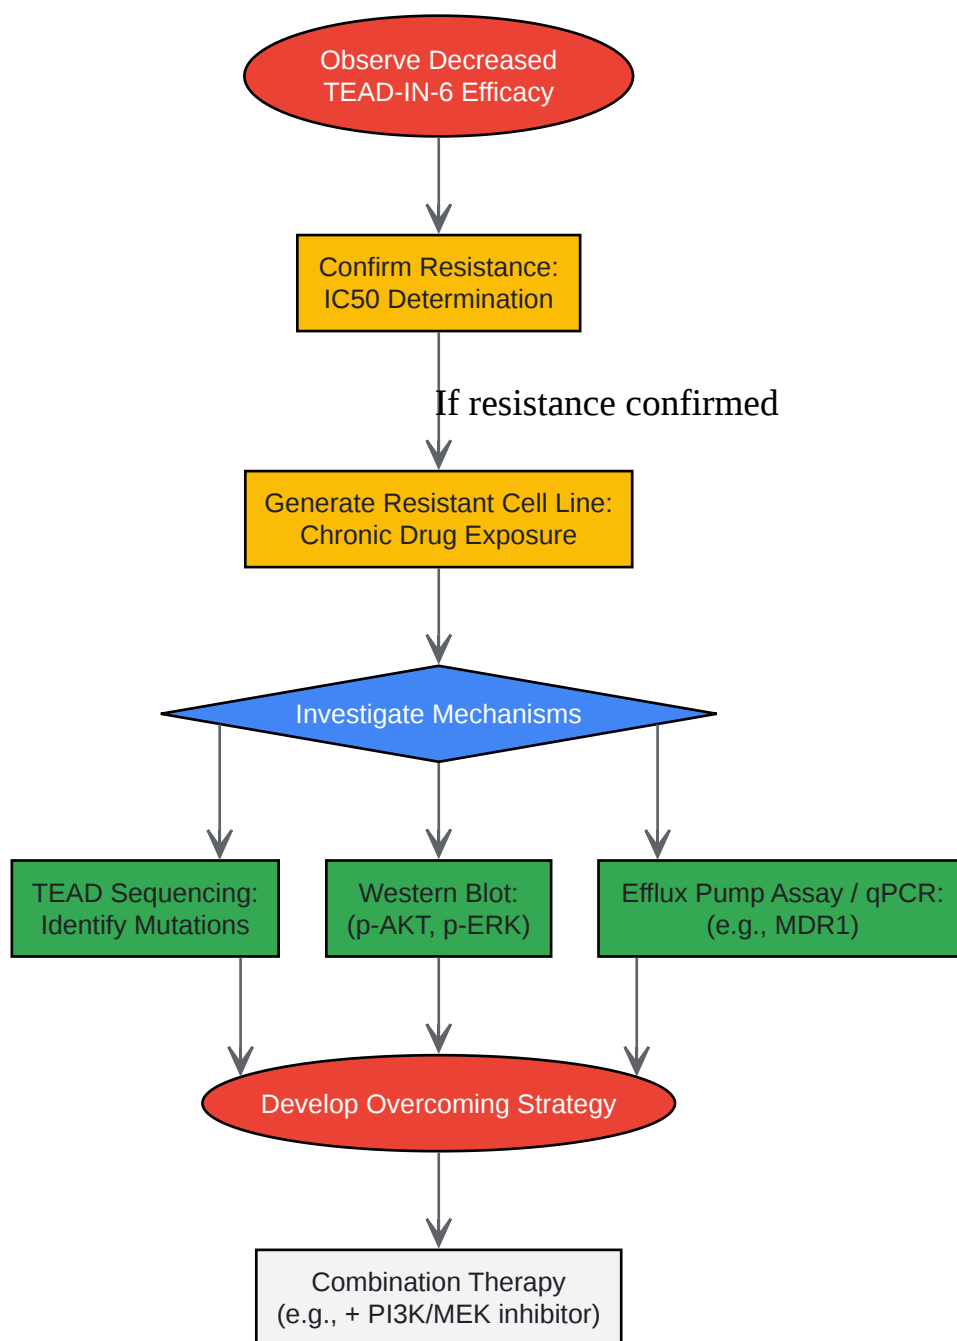 Observe Decreased
TEAD-IN-6 Efficacy
Confirm Resistance:
IC50 Determination
If resistance confirmed
Generate Resistant Cell Line:
Chronic Drug Exposure
Investigate Mechanisms
TEAD Sequencing:
Identify Mutations
Western Blot:
(p-AKT, p-ERK)
Efflux Pump Assay / qPCR:
(e.g., MDR1)
Develop Overcoming Strategy
Combination Therapy
(e.g., + PI3K/MEK inhibitor)